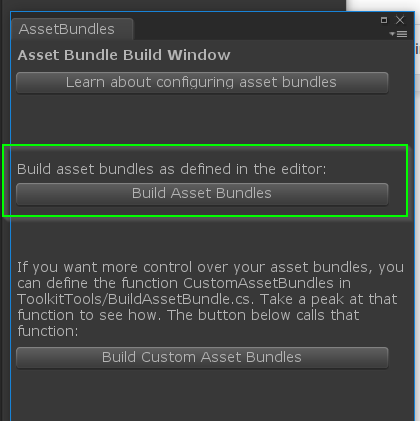 AssetBundles
Asset Bundle Build Window
Learn about configuring asset bundles
Build asset bundles as defined in the editor:
Build Asset Bundles
If you want more control over your asset bundles, you
can define the function CustomAssetBundles in
ToolkitTools/BuildAssetBundle.cs. Take a peak at that
function to see how. The button below calls that
function:
Build Custom Asset Bundles